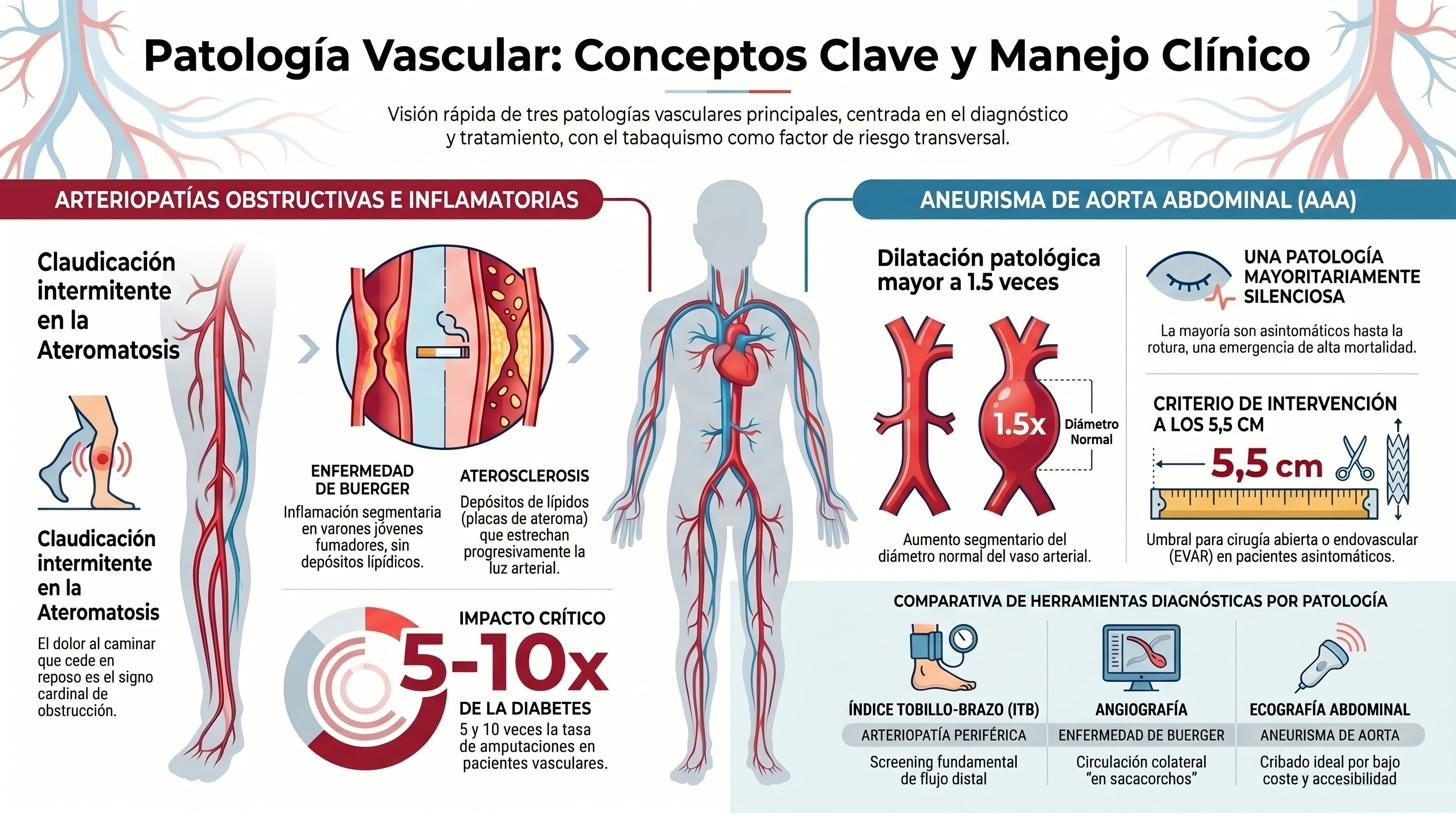 Patología Vascular: Conceptos Clave y Manejo Clínico
Visión rápida de tres patologías vasculares principales, centrada en el diagnóstico
y tratamiento, con el tabaquismo como factor de riesgo transversal.
ARTERIOPATÍAS OBSTRUCTIVAS E INFLAMATORIAS
Claudicación
intermitente
en la
Ateromatosis
Claudicación
intermitente
en la
Ateromatosis
El dolor al caminar
que cede en
reposo es el signo
cardinal de
obstrucción.
ENFERMEDAD
DE BUERGER
Inflamación segmentaria
en varones jóvenes
fumadores, sin
depósitos lipídicos.
ATEROSCLEROSIS
Depósitos de lípidos
(placas de ateroma)
que estrechan
progresivamente la
luz arterial.
IMPACTO CRÍTICO
5-10x
DE LA DIABETES
5 y 10 veces la tasa
de amputaciones en
pacientes vasculares.
ANEURISMA DE AORTA ABDOMINAL (AAA)
Dilatación patológica
mayor a 1.5 veces
1.5x
Diámetro
Normal
Aumento segmentario del
diámetro normal del vaso arterial.
UNA PATOLOGÍA
MAYORITARIAMENTE
SILENCIOSA
La mayoría son asintomáticos hasta la
rotura, una emergencia de alta mortalidad.
CRITERIO DE INTERVENCIÓN
A LOS 5,5 CM
5,5 cm
Umbral para cirugía abierta o endovascular
(EVAR) en pacientes asintomáticos.
COMPARATIVA DE HERRAMIENTAS DIAGNÓSTICAS POR PATOLOGÍA
ÍNDICE TOBILLO-BRAZO (ITB)
ARTERIOPATÍA PERIFÉRICA
Screening fundamental
de flujo distal
ANGIOGRAFÍA
ENFERMEDAD DE BUERGER
Circulación colateral
“en sacacorchos”
ECOGRAFÍA ABDOMINAL
ANEURISMA DE AORTA
Cribado ideal por bajo
coste y accesibilidad